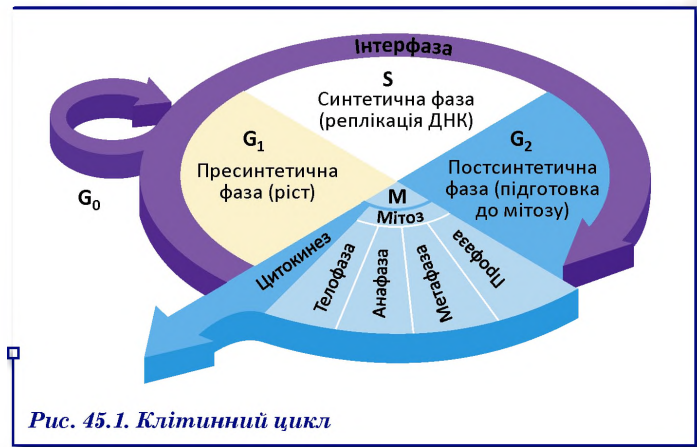 Інтерфаза
S
Синтетична фаза
(реплікація ДНК)
G₁
Пресинтетична
фаза (ріст)
G₂
Постсинтетична
фаза (підготовка
до мітозу)
G₀
M
Мітоз
Цитокинез
Телофаза
Анафаза
Метафаза
Профаза
Рис. 45.1. Клітинний цикл